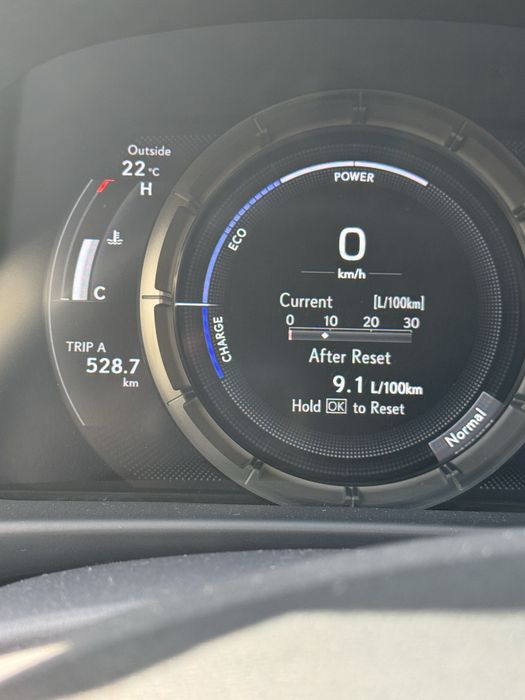 Outside
22 °C
H
C
TRIP A
528.7
km
POWER
ECO
CHARGE
0
km/h
Current [L/100km]
0 10 20 30
After Reset
9.1 L/100km
Hold OK to Reset
Normal